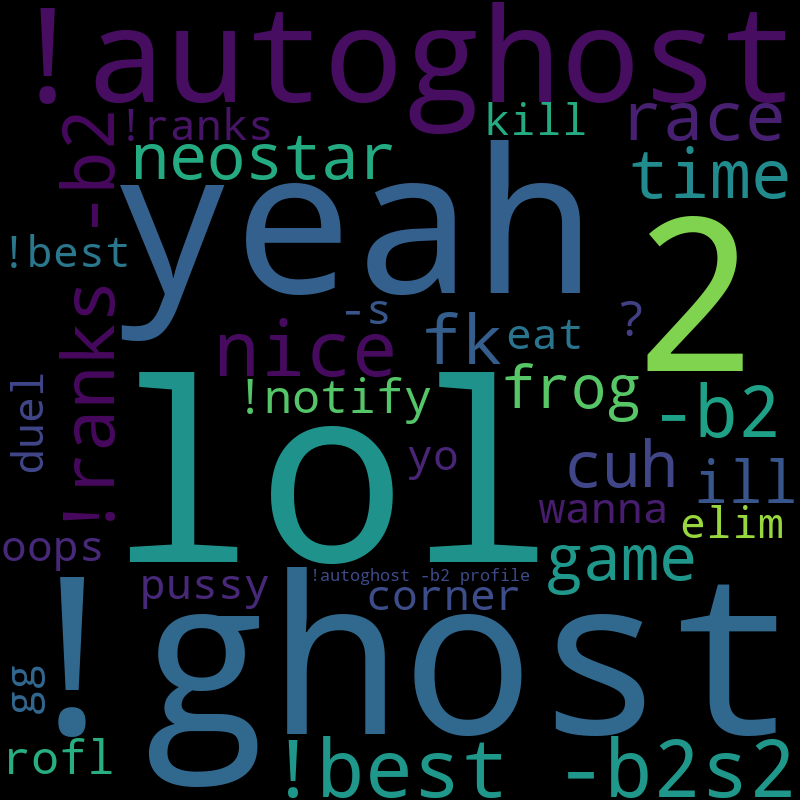 !autoghost
!ranks
kill
race
neostar
time
!ranks -b2
yeah
!best
2
-s
?
nice
fk
eat
duel
!notify
frog
-b2
lol
yo
cuh
ill
wanna
elim
oops
game
!autoghost -b2 profile
pussy
corner
!ghost
gg
rofl
!best -b2s2